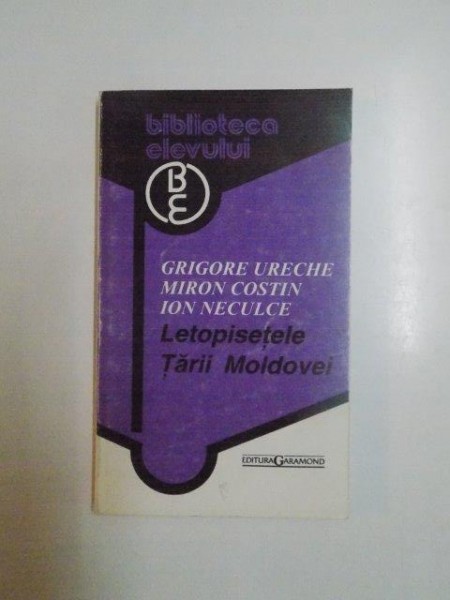 biblioteca
elevului
BE
GRIGORE URECHE
MIRON COSTIN
ION NECULCE
Letopisețele
Țării Moldovei
EDITURA GARAMOND